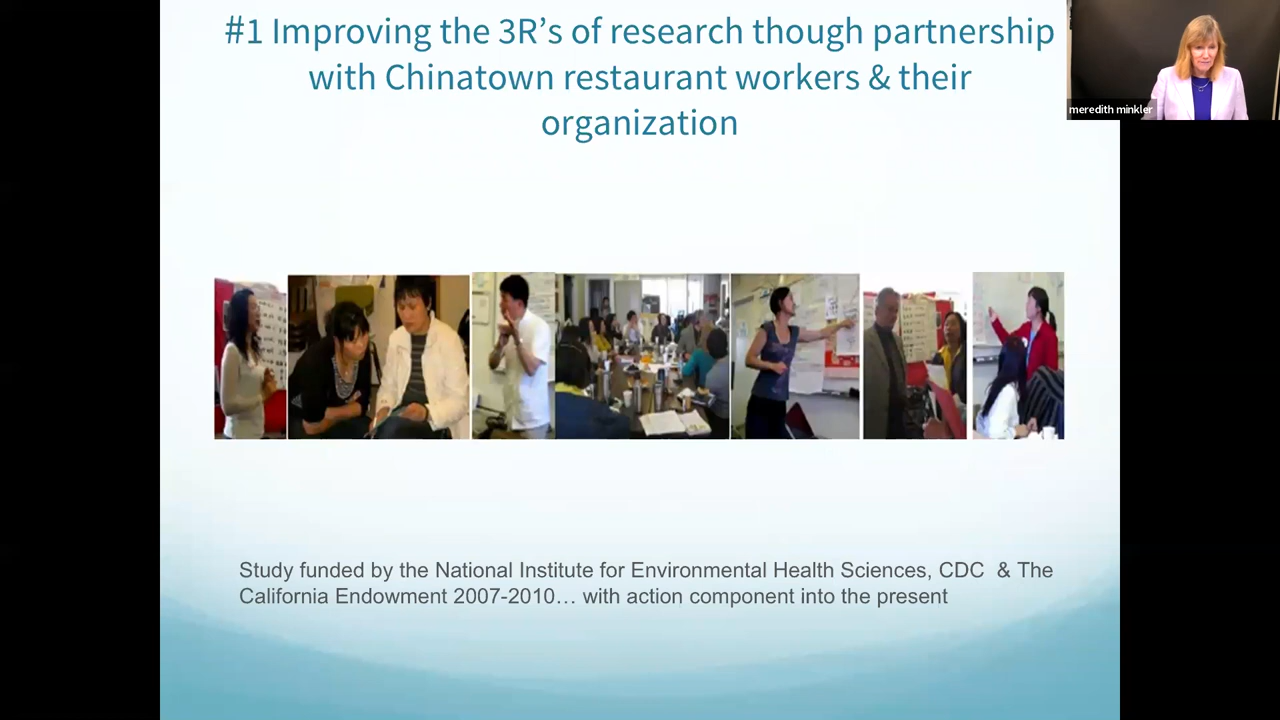 #1 Improving the 3R’s of research though partnership
with Chinatown restaurant workers & their
organization
meredith minkler
Study funded by the National Institute for Environmental Health Sciences, CDC & The
California Endowment 2007-2010… with action component into the present